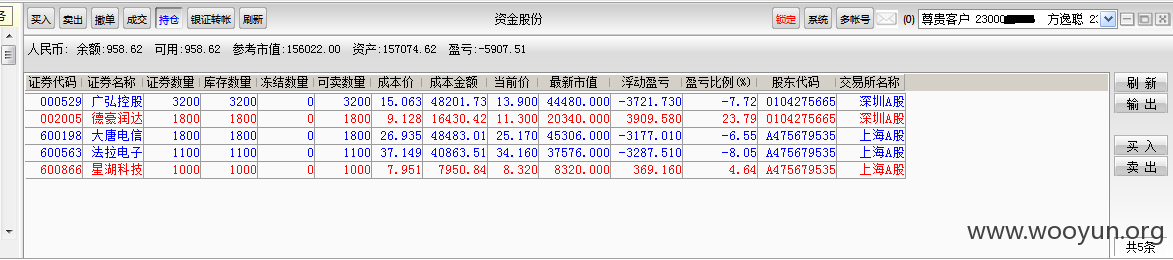 务
买入 卖出 撤单 成交 持仓 银证转帐 刷新 资金股份 锁定 系统 多帐号 (0) 尊贵客户 23000 方逸聪 23
人民币: 余额:958.62 可用:958.62 参考市值:156022.00 资产:157074.62 盈亏:-5907.51
证券代码 证券名称 证券数量 库存数量 冻结数量 可卖数量 成本价 成本金额 当前价 最新市值 浮动盈亏 盈亏比例(%) 股东代码 交易所名称
000529 广弘控股 3200 3200 0 3200 15.063 48201.73 13.900 44480.000 -3721.730 -7.72 0104275665 深圳A股
002005 德豪润达 1800 1800 0 1800 9.128 16430.42 11.300 20340.000 3909.580 23.79 0104275665 深圳A股
600198 大唐电信 1800 1800 0 1800 26.935 48483.01 25.170 45306.000 -3177.010 -6.55 A475679535 上海A股
600563 法拉电子 1100 1100 0 1100 37.149 40863.51 34.160 37576.000 -3287.510 -8.05 A475679535 上海A股
600866 星湖科技 1000 1000 0 1000 7.951 7950.84 8.320 8320.000 369.160 4.64 A475679535 上海A股
刷 新
输 出
买 入
卖 出
www.wooyun.org
共5条